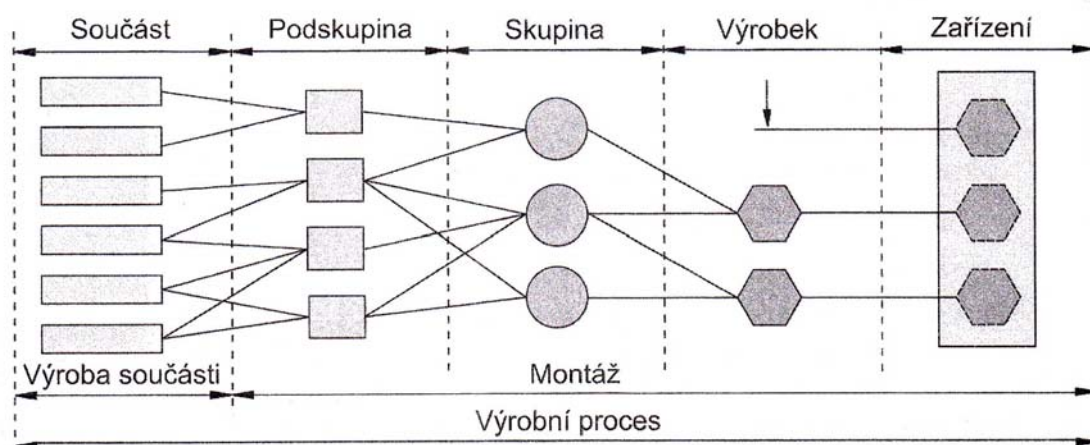 Součást Podskupina Skupina Výrobek Zařízení
Výroba součásti Montáž
Výrobní proces